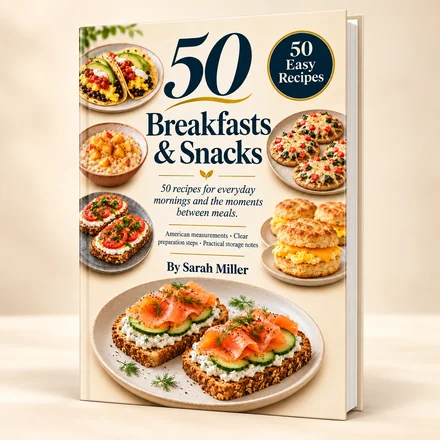 50
Breakfasts
& Snacks
50
Easy
Recipes
50 recipes for everyday
mornings and the moments
between meals.
American measurements • Clear
preparation steps • Practical storage notes
By Sarah Miller